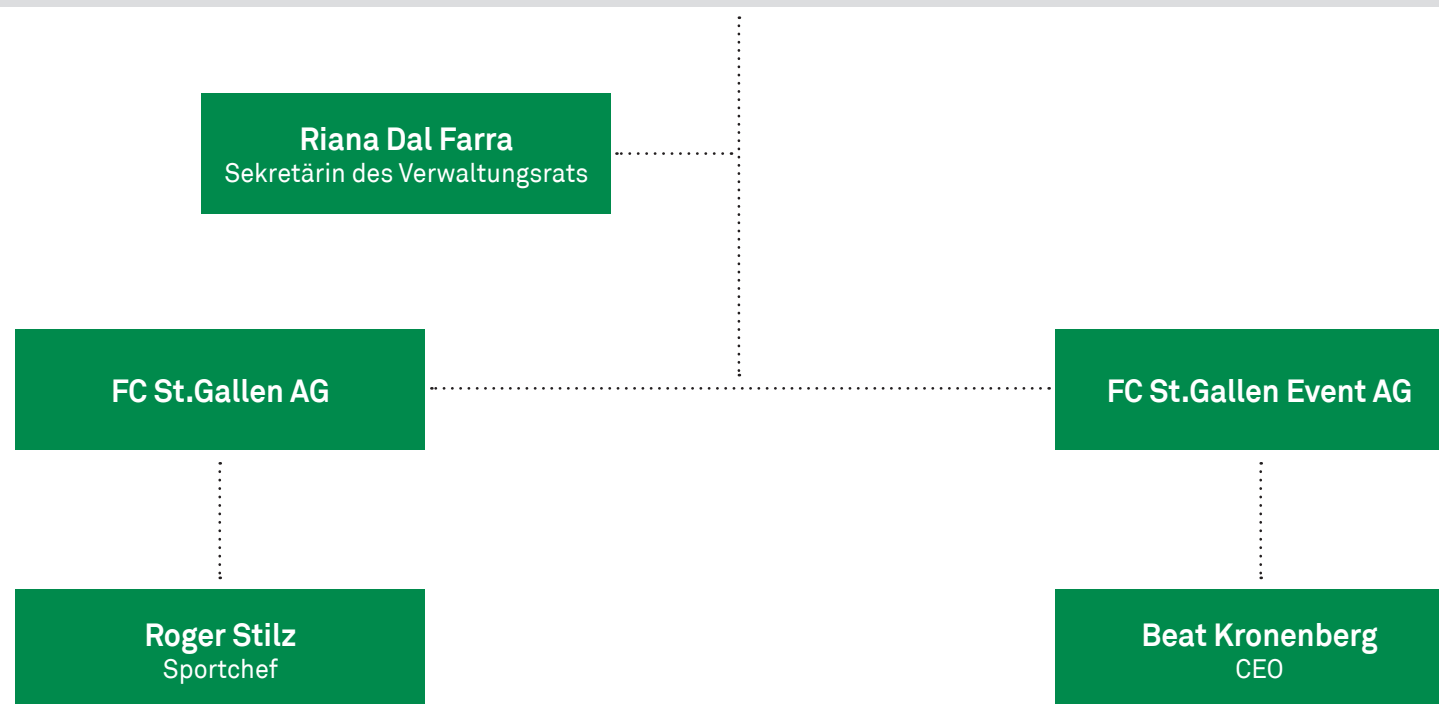 Riana Dal Farra
Sekretärin des Verwaltungsrats
FC St.Gallen AG
FC St.Gallen Event AG
Roger Stilz
Sportchef
Beat Kronenberg
CEO